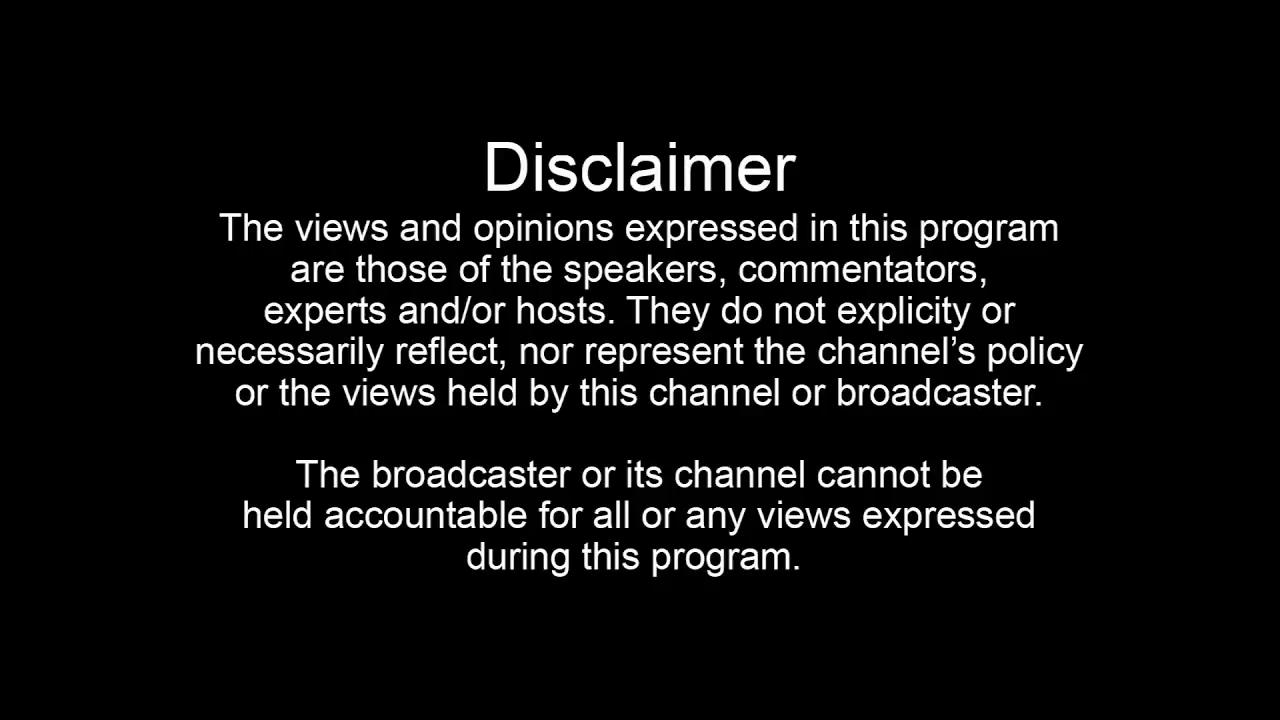 Disclaimer
The views and opinions expressed in this program
are those of the speakers, commentators,
experts and/or hosts. They do not explicity or
necessarily reflect, nor represent the channel’s policy
or the views held by this channel or broadcaster.
The broadcaster or its channel cannot be
held accountable for all or any views expressed
during this program.